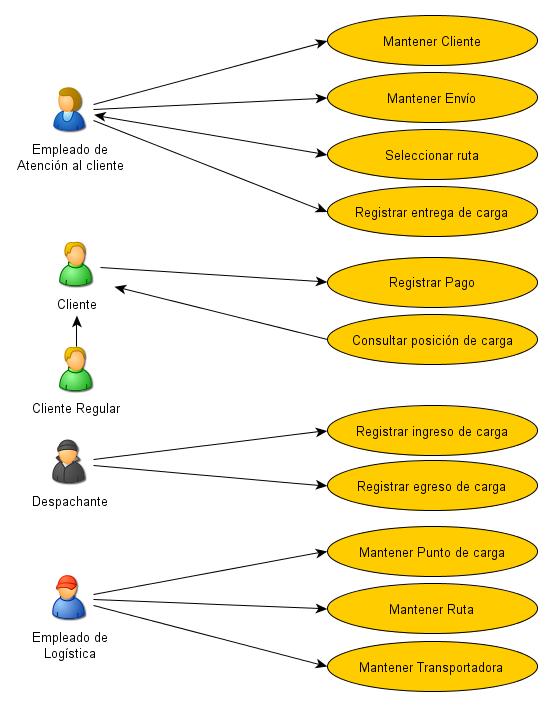 Mantener Cliente
Mantener Envío
Empleado de
Atención al cliente
Seleccionar ruta
Registrar entrega de carga
Registrar Pago
Cliente
Consultar posición de carga
Cliente Regular
Registrar ingreso de carga
Registrar egreso de carga
Despachante
Mantener Punto de carga
Mantener Ruta
Empleado de
Logística
Mantener Transportadora